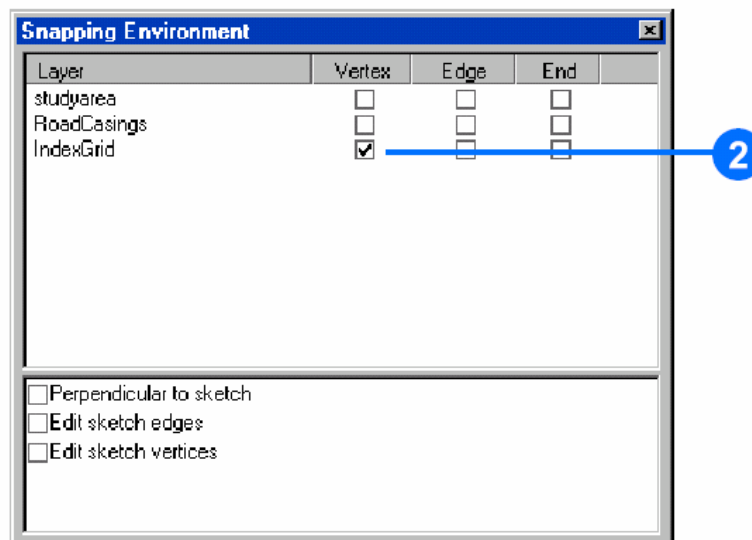 Snapping Environment
Layer Vertex Edge End
studyarea
RoadCasings
IndexGrid
2
Perpendicular to sketch
Edit sketch edges
Edit sketch vertices